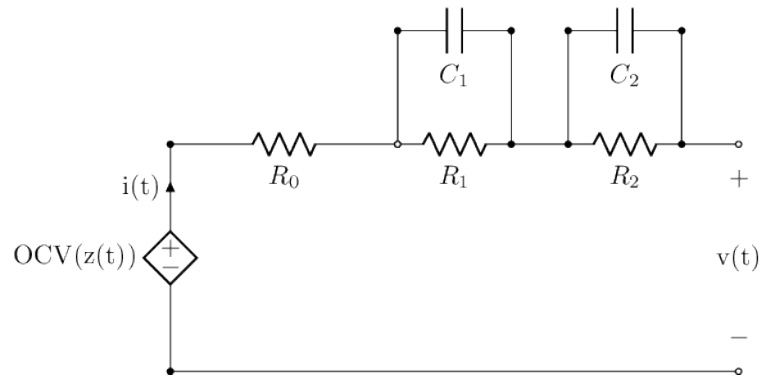 C₁
C₂
R₀
R₁
R₂
i(t)
+
OCV(z(t))
+
−
v(t)
−